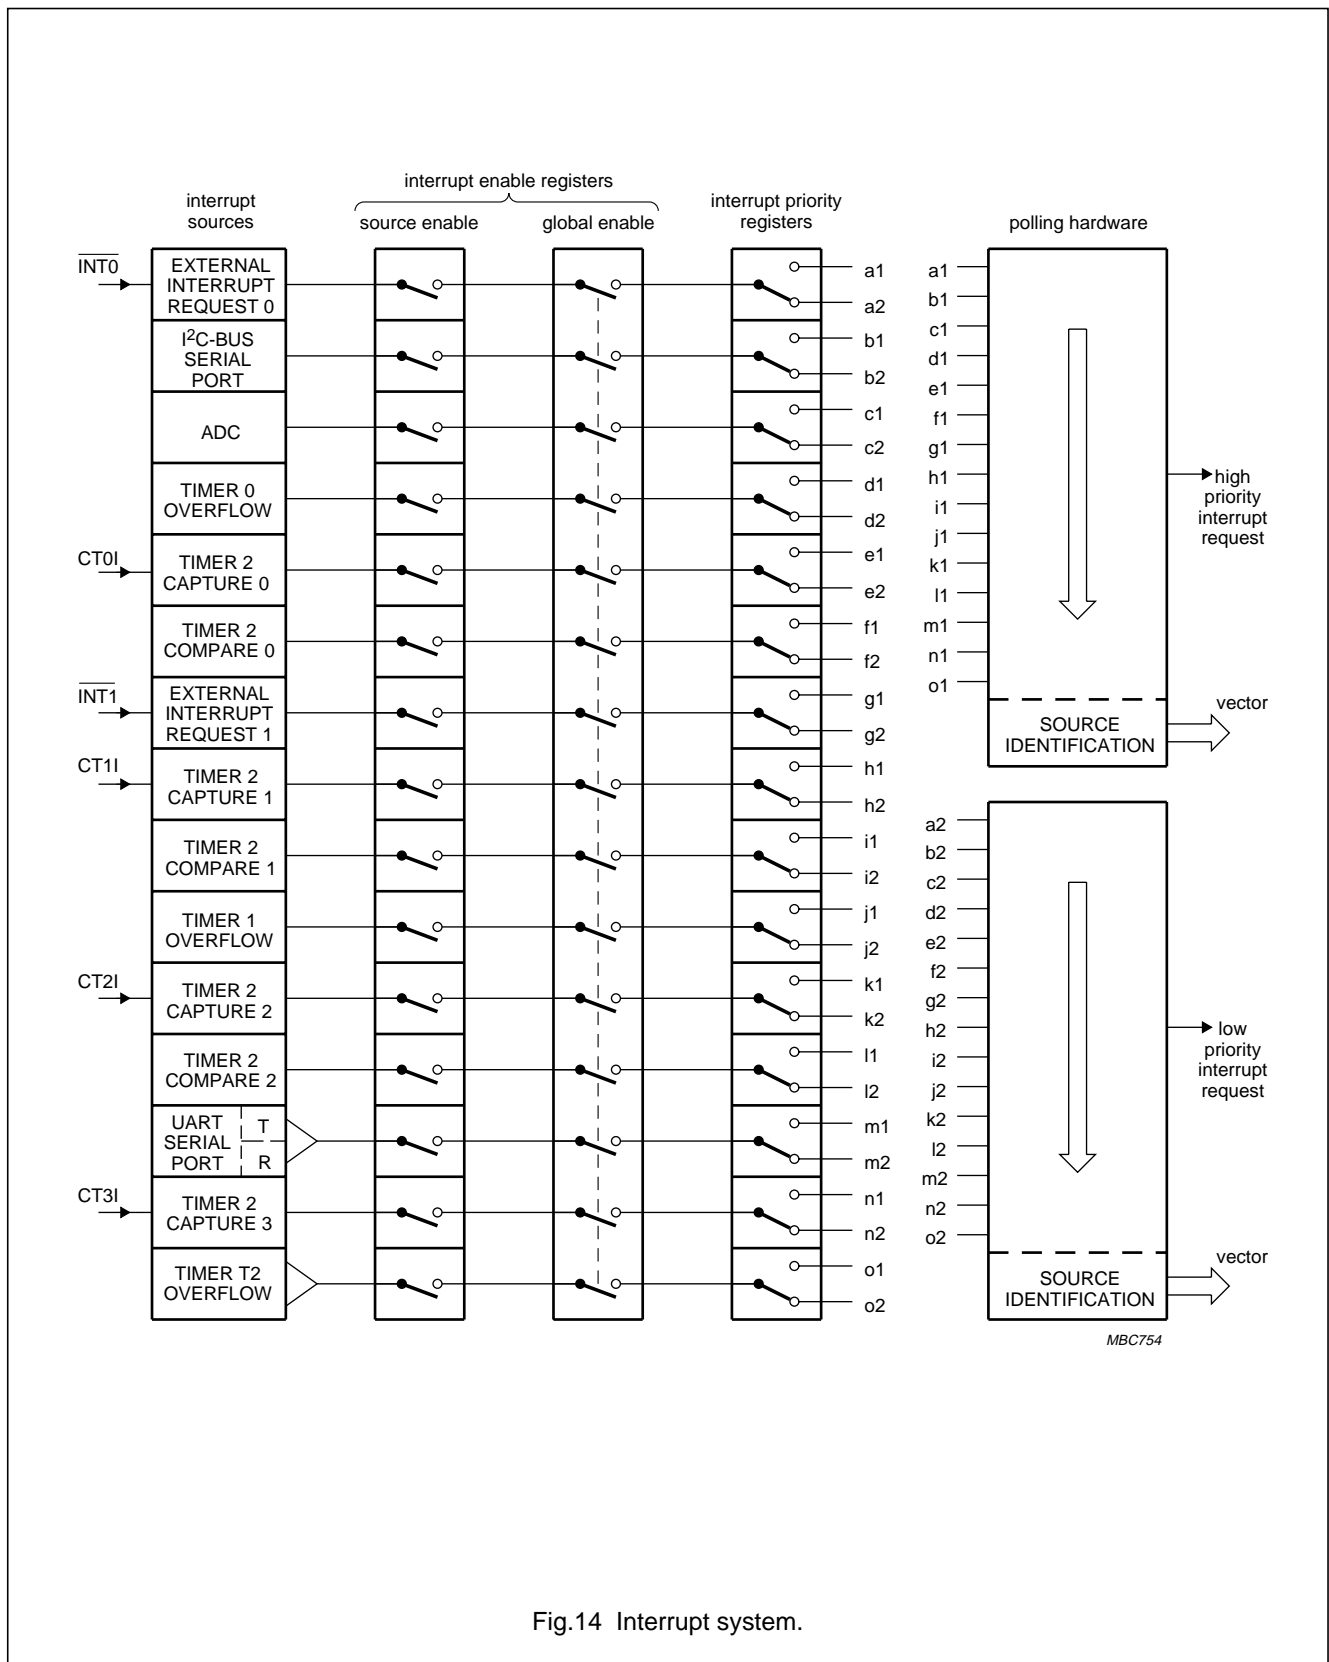 interrupt enable registers
interrupt
sources
source enable
global enable
interrupt priority
registers
polling hardware
INT0
EXTERNAL
INTERRUPT
REQUEST 0
a1
a2
I2C-BUS
SERIAL
PORT
b1
b2
ADC
c1
c2
TIMER 0
OVERFLOW
d1
d2
CT0I
TIMER 2
CAPTURE 0
e1
e2
TIMER 2
COMPARE 0
f1
f2
INT1
EXTERNAL
INTERRUPT
REQUEST 1
g1
g2
CT1I
TIMER 2
CAPTURE 1
h1
h2
TIMER 2
COMPARE 1
i1
i2
TIMER 1
OVERFLOW
j1
j2
CT2I
TIMER 2
CAPTURE 2
k1
k2
TIMER 2
COMPARE 2
l1
l2
UART
SERIAL
PORT
T
R
m1
m2
CT3I
TIMER 2
CAPTURE 3
n1
n2
TIMER T2
OVERFLOW
o1
o2
a1
b1
c1
d1
e1
f1
g1
h1
i1
j1
k1
l1
m1
n1
o1
high
priority
interrupt
request
SOURCE
IDENTIFICATION
vector
a2
b2
c2
d2
e2
f2
g2
h2
i2
j2
k2
l2
m2
n2
o2
low
priority
interrupt
request
SOURCE
IDENTIFICATION
vector
MBC754
Fig.14 Interrupt system.